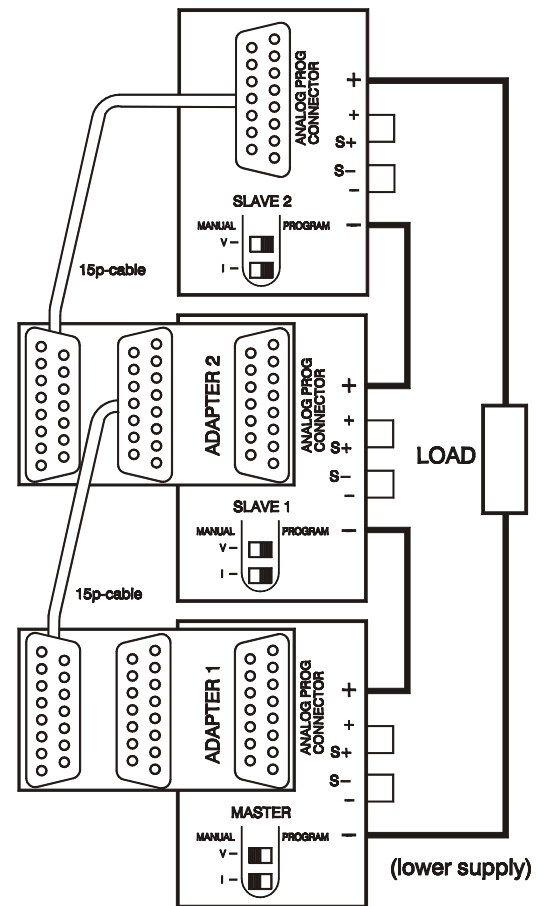 ANALOG PROG
CONNECTOR
+
+
S+
S−
−
SLAVE 2
MANUAL PROGRAM −
V −
I −
15p-cable
ADAPTER 2
ANALOG PROG
CONNECTOR
+
+
S+
S−
−
LOAD
SLAVE 1
MANUAL PROGRAM −
V −
I −
15p-cable
ADAPTER 1
ANALOG PROG
CONNECTOR
+
+
S+
S−
−
MASTER
MANUAL PROGRAM −
V −
I −
(lower supply)